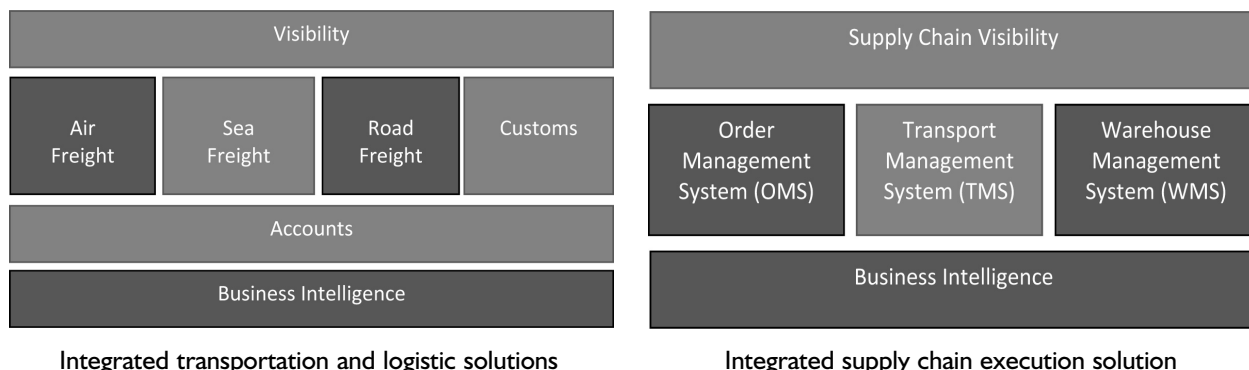 Visibility
Air
Freight
Sea
Freight
Road
Freight
Customs
Accounts
Business Intelligence
Integrated transportation and logistic solutions
Supply Chain Visibility
Order
Management
System (OMS)
Transport
Management
System (TMS)
Warehouse
Management
System (WMS)
Business Intelligence
Integrated supply chain execution solution